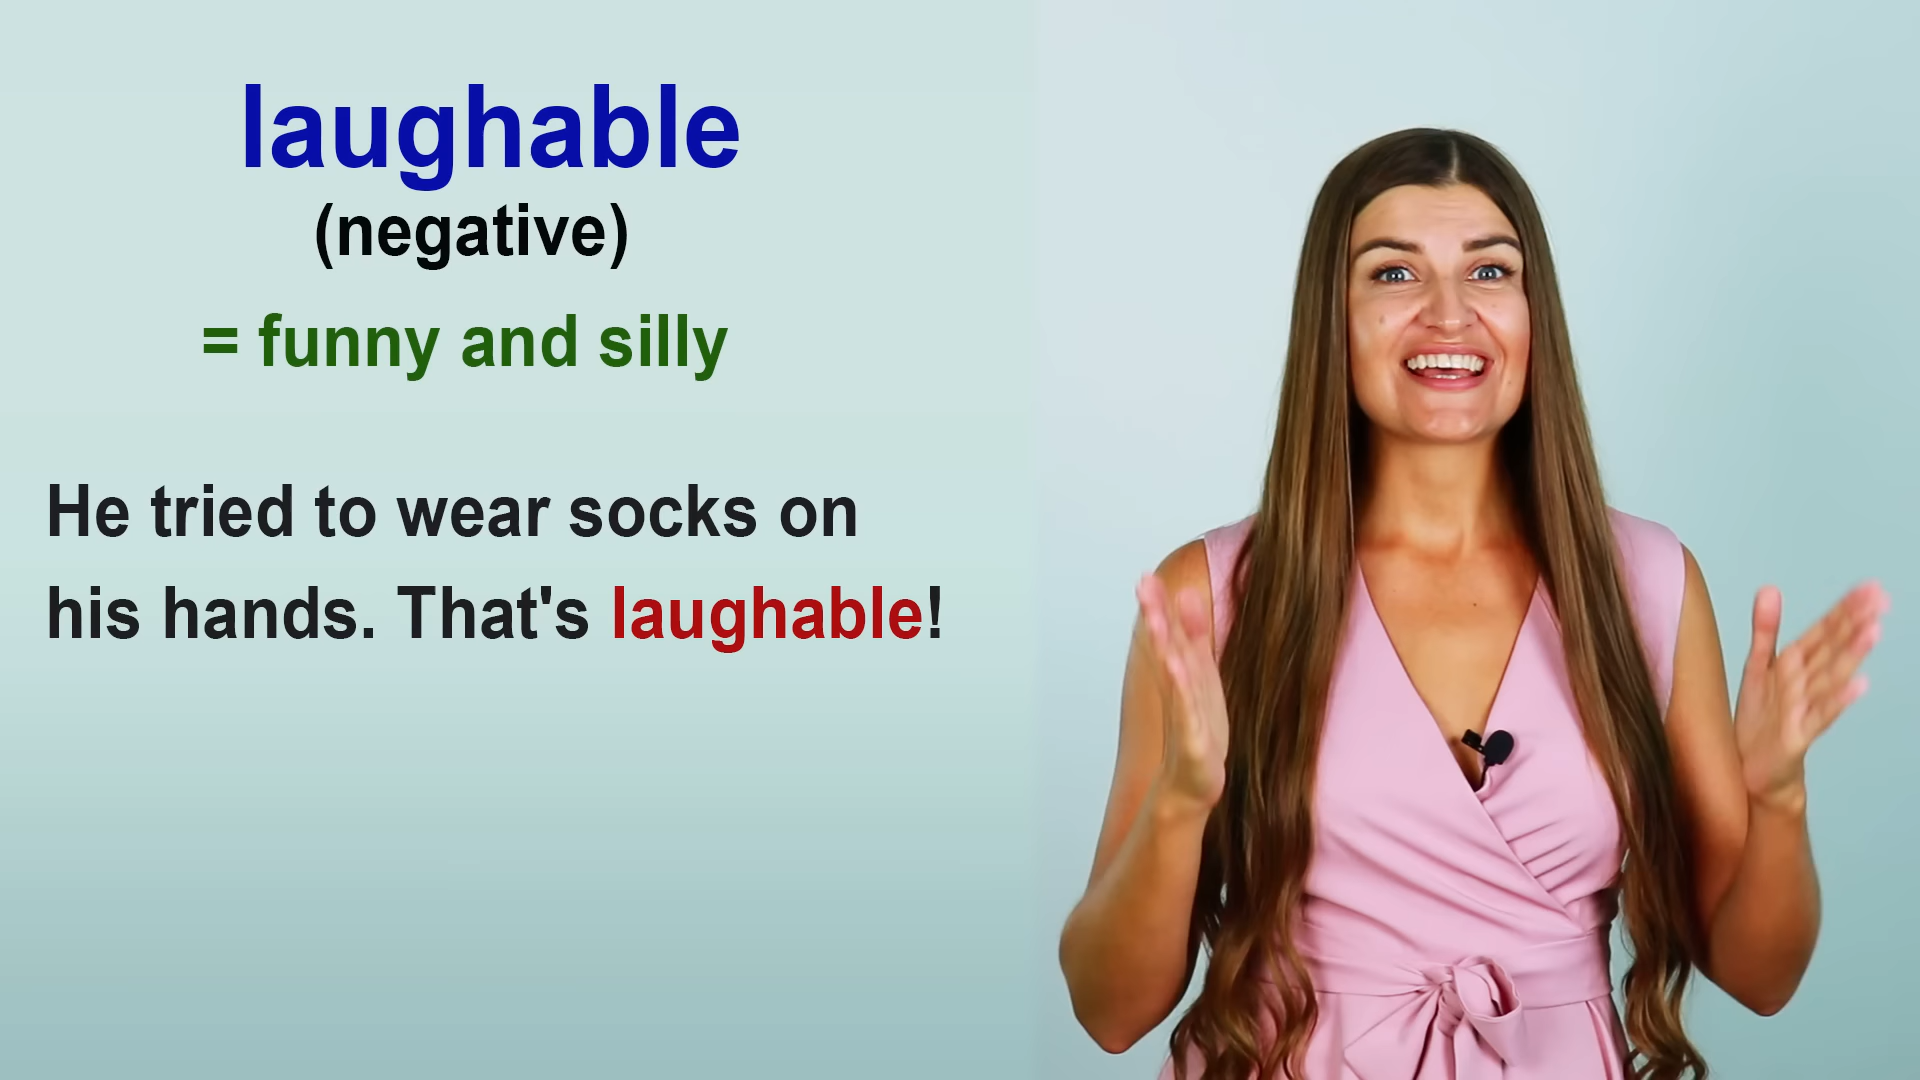 laughable
(negative)
= funny and silly
He tried to wear socks on
his hands. That's laughable!